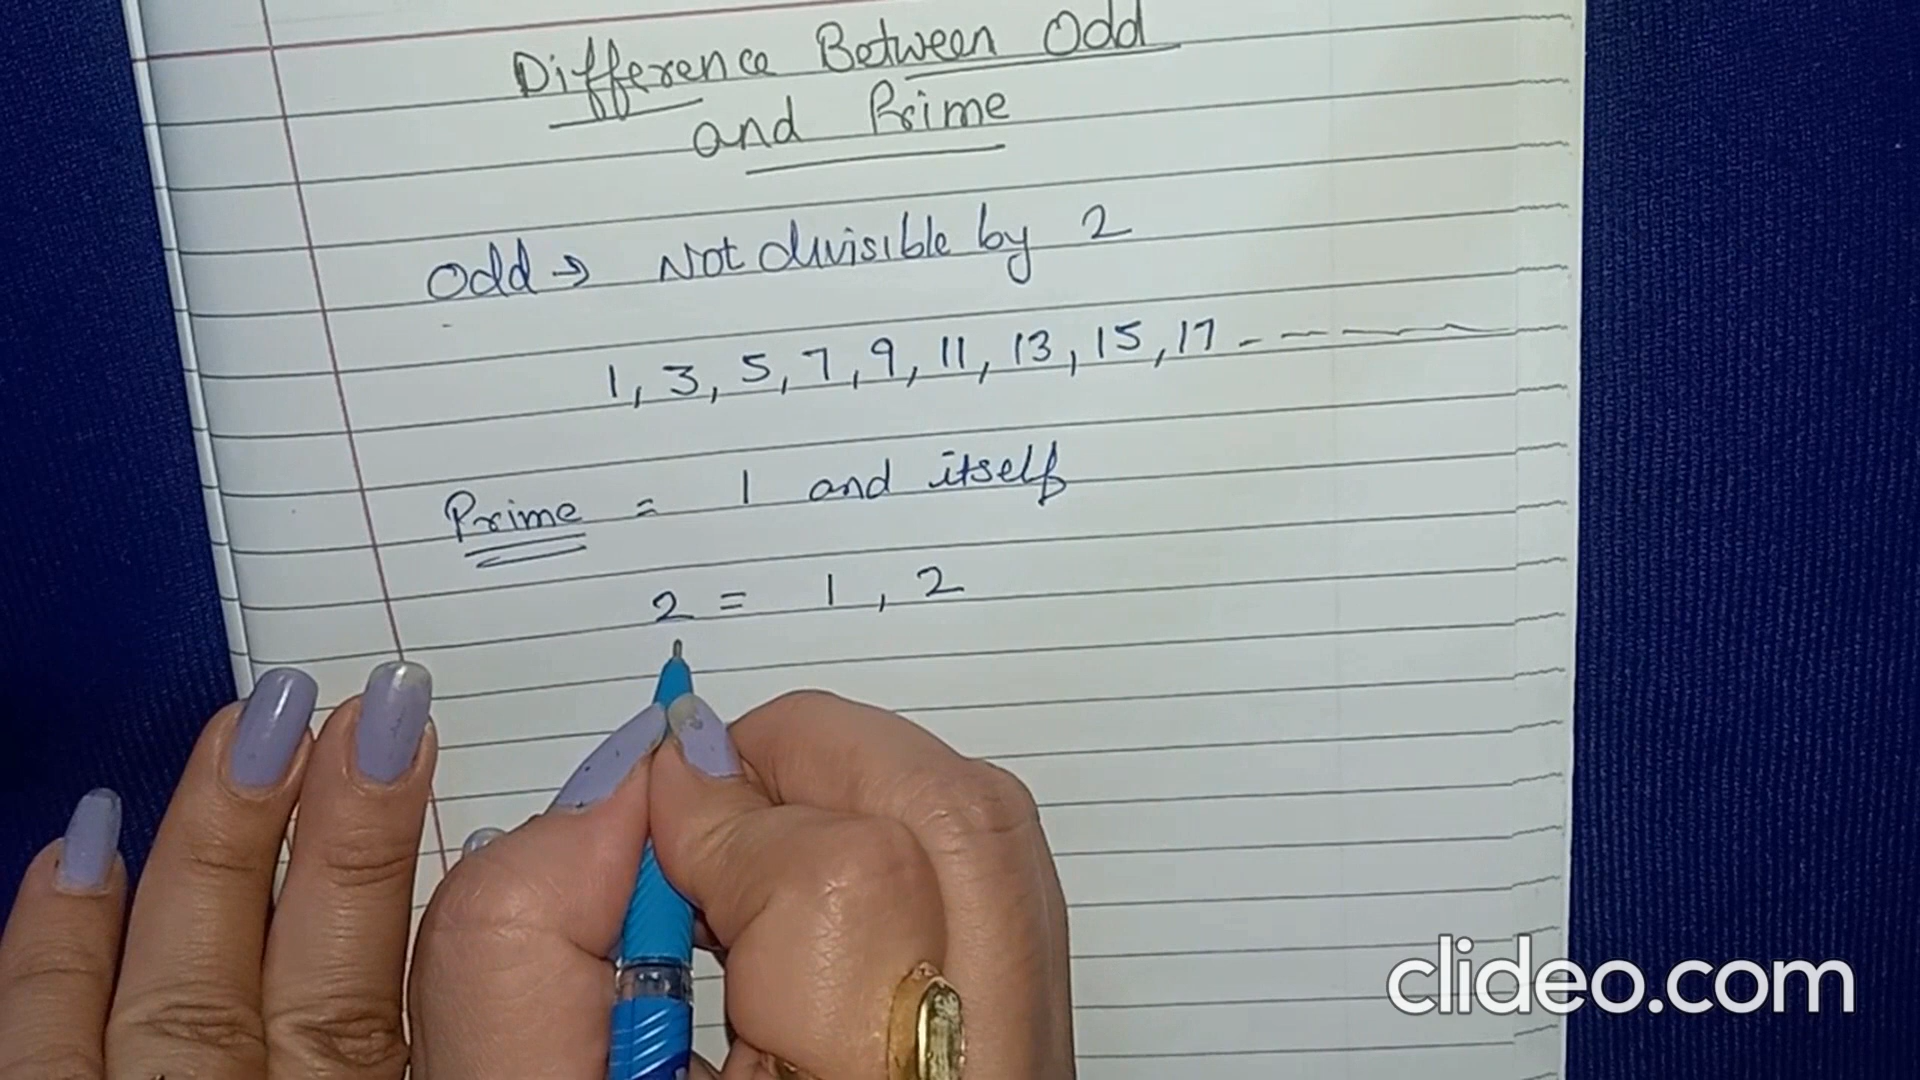 Difference Between Odd
and Prime
Odd → Not divisible by 2
1, 3, 5, 7, 9, 11, 13, 15, 17 - - - -
Prime = 1 and itself
2 = 1, 2
clideo.com